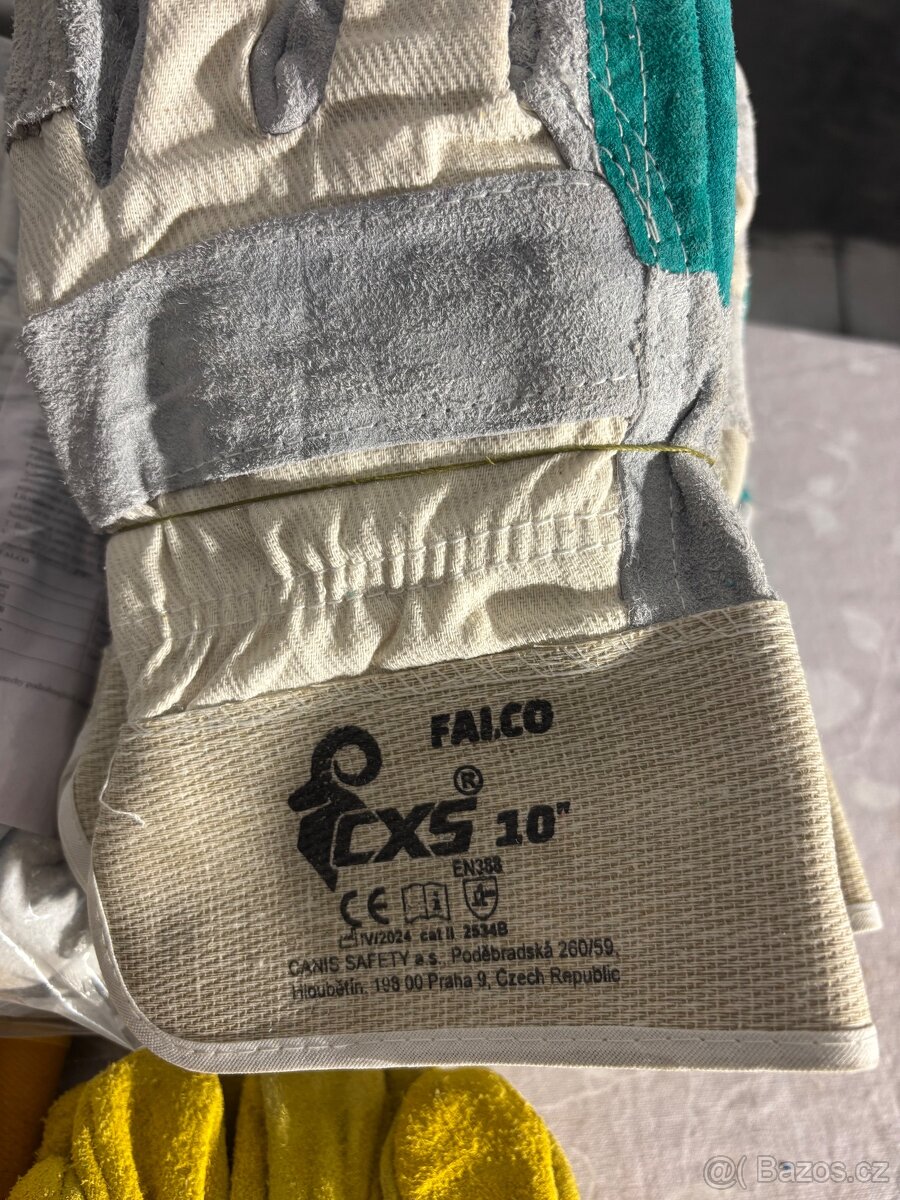 FALCO
CXS® 10"
EN388
CE i
IV/2024 cat II 2534B
CANIS SAFETY a.s., Poděbradská 260/59,
Hloubětín, 198 00 Praha 9, Czech Republic
@( Bazos.cz